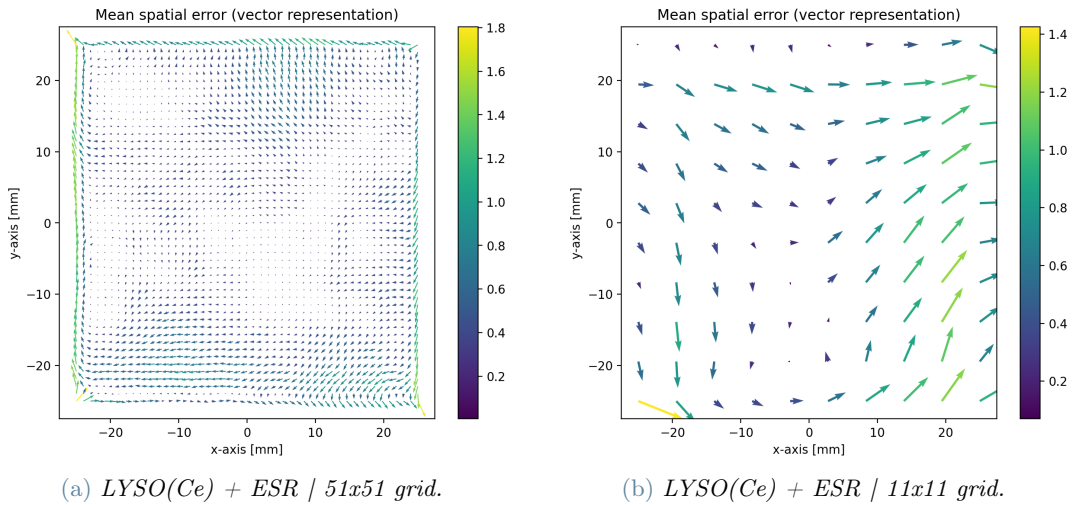 Mean spatial error (vector representation)
20
10
0
−10
−20
y-axis [mm]
−20 −10 0 10 20
x-axis [mm]
1.8
1.6
1.4
1.2
1.0
0.8
0.6
0.4
0.2
(a) LYSO(Ce) + ESR | 51x51 grid.
Mean spatial error (vector representation)
20
10
0
−10
−20
y-axis [mm]
−20 −10 0 10 20
x-axis [mm]
1.4
1.2
1.0
0.8
0.6
0.4
0.2
(b) LYSO(Ce) + ESR | 11x11 grid.